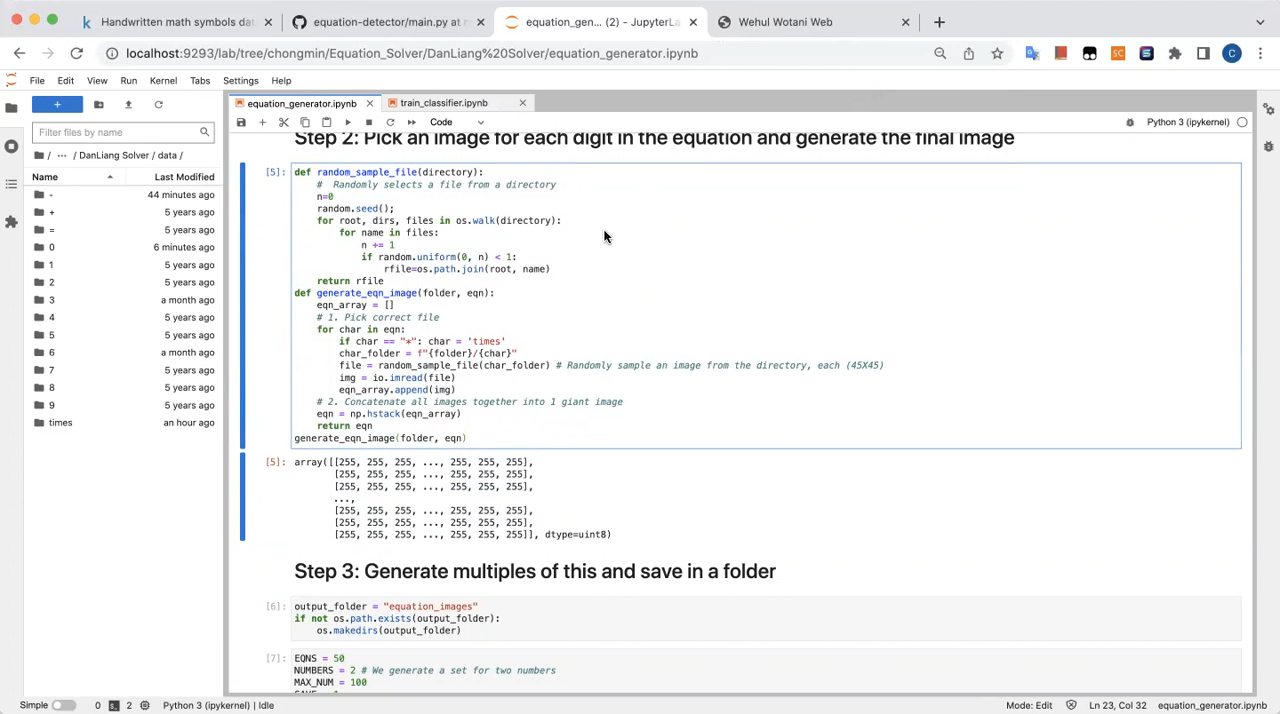 Handwritten math symbols dat
equation-detector/main.py at m
equation_gen... (2) - JupyterLa
Wehul Wotani Web
localhost:9293/lab/tree/chongmin/Equation_Solver/DanLiang%20Solver/equation_generator.ipynb
File Edit View Run Kernel Tabs Settings Help
equation_generator.ipynb
train_classifier.ipynb
Code
Python 3 (ipykernel)
Filter files by name
/ ... / DanLiang Solver / data /
Name Last Modified
- 44 minutes ago
+ 5 years ago
= 5 years ago
0 6 minutes ago
1 5 years ago
2 5 years ago
3 a month ago
4 5 years ago
5 5 years ago
6 a month ago
7 5 years ago
8 5 years ago
9 5 years ago
times an hour ago
Step 2: Pick an image for each digit in the equation and generate the final image
[5]:
def random_sample_file(directory):
#  Randomly selects a file from a directory
n=0
random.seed();
for root, dirs, files in os.walk(directory):
for name in files:
n += 1
if random.uniform(0, n) < 1:
rfile=os.path.join(root, name)
return rfile
def generate_eqn_image(folder, eqn):
eqn_array = []
# 1. Pick correct file
for char in eqn:
if char == "*": char = 'times'
char_folder = f"{folder}/{char}"
file = random_sample_file(char_folder) # Randomly sample an image from the directory, each (45X45)
img = io.imread(file)
eqn_array.append(img)
# 2. Concatenate all images together into 1 giant image
eqn = np.hstack(eqn_array)
return eqn
generate_eqn_image(folder, eqn)
[5]: array([[255, 255, 255, ..., 255, 255, 255],
[255, 255, 255, ..., 255, 255, 255],
[255, 255, 255, ..., 255, 255, 255],
...,
[255, 255, 255, ..., 255, 255, 255],
[255, 255, 255, ..., 255, 255, 255],
[255, 255, 255, ..., 255, 255, 255]], dtype=uint8)
Step 3: Generate multiples of this and save in a folder
[6]: output_folder = "equation_images"
if not os.path.exists(output_folder):
os.makedirs(output_folder)
[7]: EQNS = 50
NUMBERS = 2 # We generate a set for two numbers
MAX_NUM = 100
Simple 0 2 Python 3 (ipykernel) | Idle
Mode: Edit Ln 23, Col 32 equation_generator.ipynb